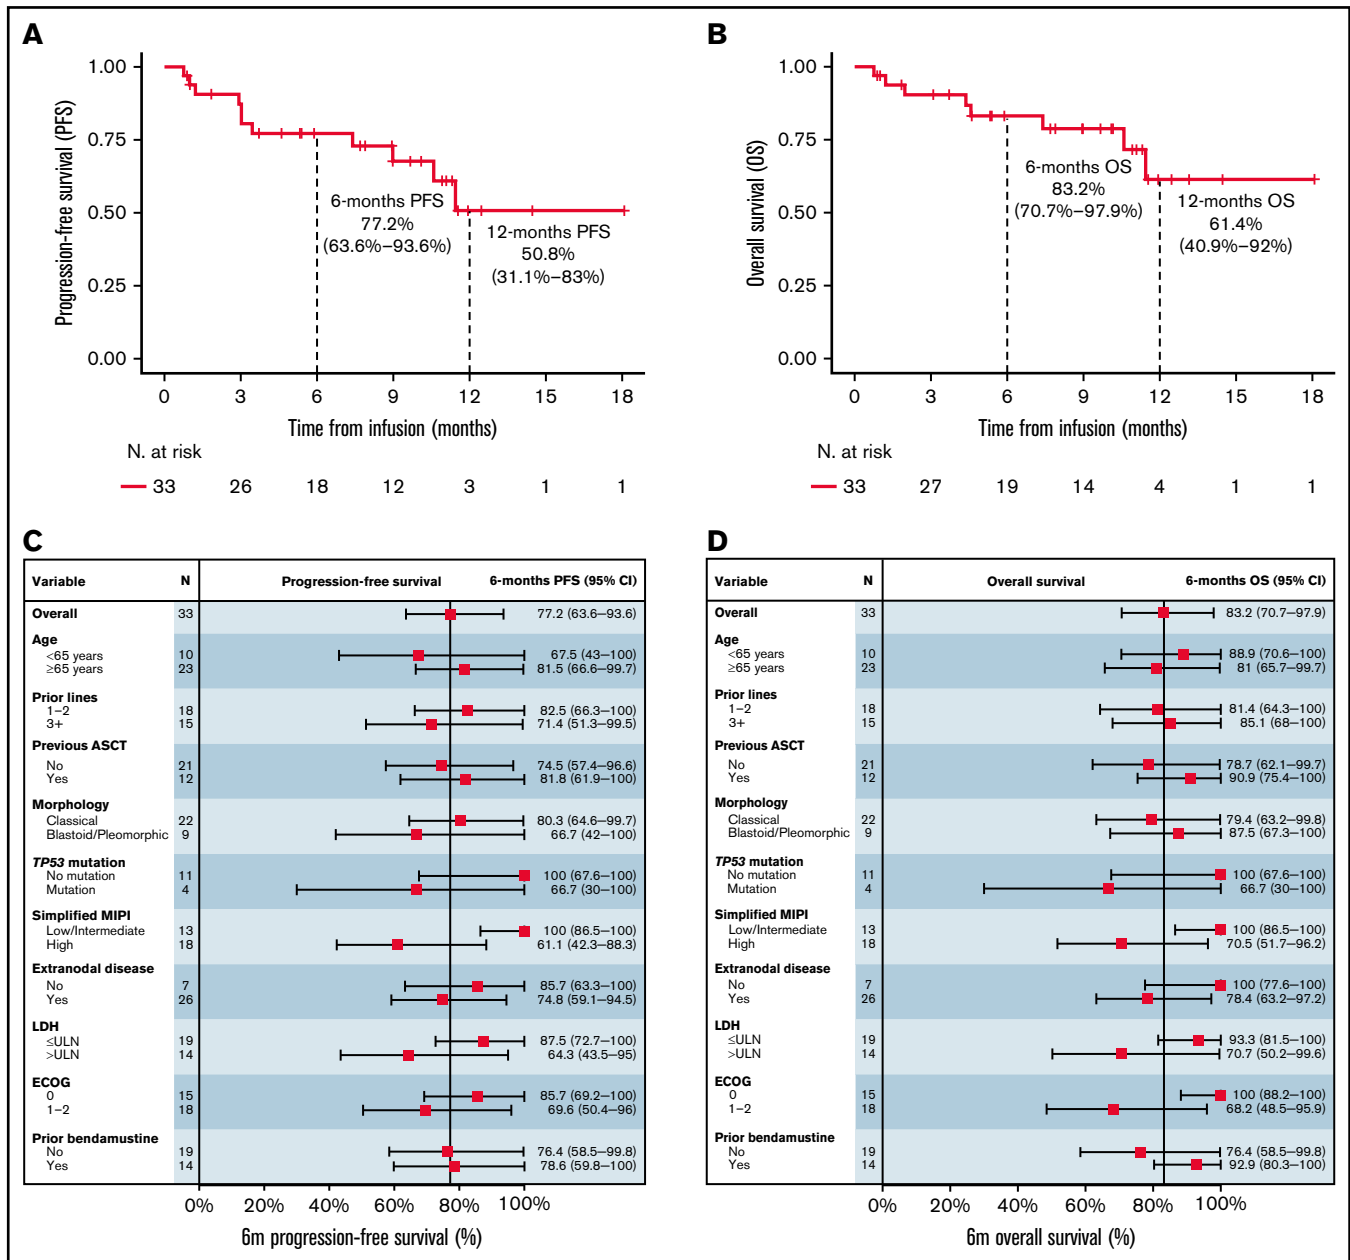 A
Progression-free survival (PFS)
1.00
0.75
0.50
0.25
0.00
6-months PFS
77.2%
(63.6%–93.6%)
12-months PFS
50.8%
(31.1%–83%)
0 3 6 9 12 15 18
Time from infusion (months)
N. at risk
33 26 18 12 3 1 1
B
Overall survival (OS)
1.00
0.75
0.50
0.25
0.00
6-months OS
83.2%
(70.7%–97.9%)
12-months OS
61.4%
(40.9%–92%)
0 3 6 9 12 15 18
Time from infusion (months)
N. at risk
33 27 19 14 4 1 1
C
Variable N Progression-free survival 6-months PFS (95% CI)
Overall 33 77.2 (63.6–93.6)
Age
<65 years 10 67.5 (43–100)
≥65 years 23 81.5 (66.6–99.7)
Prior lines
1–2 18 82.5 (66.3–100)
3+ 15 71.4 (51.3–99.5)
Previous ASCT
No 21 74.5 (57.4–96.6)
Yes 12 81.8 (61.9–100)
Morphology
Classical 22 80.3 (64.6–99.7)
Blastoid/Pleomorphic 9 66.7 (42–100)
TP53 mutation
No mutation 11 100 (67.6–100)
Mutation 4 66.7 (30–100)
Simplified MIPI
Low/Intermediate 13 100 (86.5–100)
High 18 61.1 (42.3–88.3)
Extranodal disease
No 7 85.7 (63.3–100)
Yes 26 74.8 (59.1–94.5)
LDH
≤ULN 19 87.5 (72.7–100)
>ULN 14 64.3 (43.5–95)
ECOG
0 15 85.7 (69.2–100)
1–2 18 69.6 (50.4–96)
Prior bendamustine
No 19 76.4 (58.5–99.8)
Yes 14 78.6 (59.8–100)
0% 20% 40% 60% 80% 100%
6m progression-free survival (%)
D
Variable N Overall survival 6-months OS (95% CI)
Overall 33 83.2 (70.7–97.9)
Age
<65 years 10 88.9 (70.6–100)
≥65 years 23 81 (65.7–99.7)
Prior lines
1–2 18 81.4 (64.3–100)
3+ 15 85.1 (68–100)
Previous ASCT
No 21 78.7 (62.1–99.7)
Yes 12 90.9 (75.4–100)
Morphology
Classical 22 79.4 (63.2–99.8)
Blastoid/Pleomorphic 9 87.5 (67.3–100)
TP53 mutation
No mutation 11 100 (67.6–100)
Mutation 4 66.7 (30–100)
Simplified MIPI
Low/Intermediate 13 100 (86.5–100)
High 18 70.5 (51.7–96.2)
Extranodal disease
No 7 100 (77.6–100)
Yes 26 78.4 (63.2–97.2)
LDH
≤ULN 19 93.3 (81.5–100)
>ULN 14 70.7 (50.2–99.6)
ECOG
0 15 100 (88.2–100)
1–2 18 68.2 (48.5–95.9)
Prior bendamustine
No 19 76.4 (58.5–99.8)
Yes 14 92.9 (80.3–100)
0% 20% 40% 60% 80% 100%
6m overall survival (%)